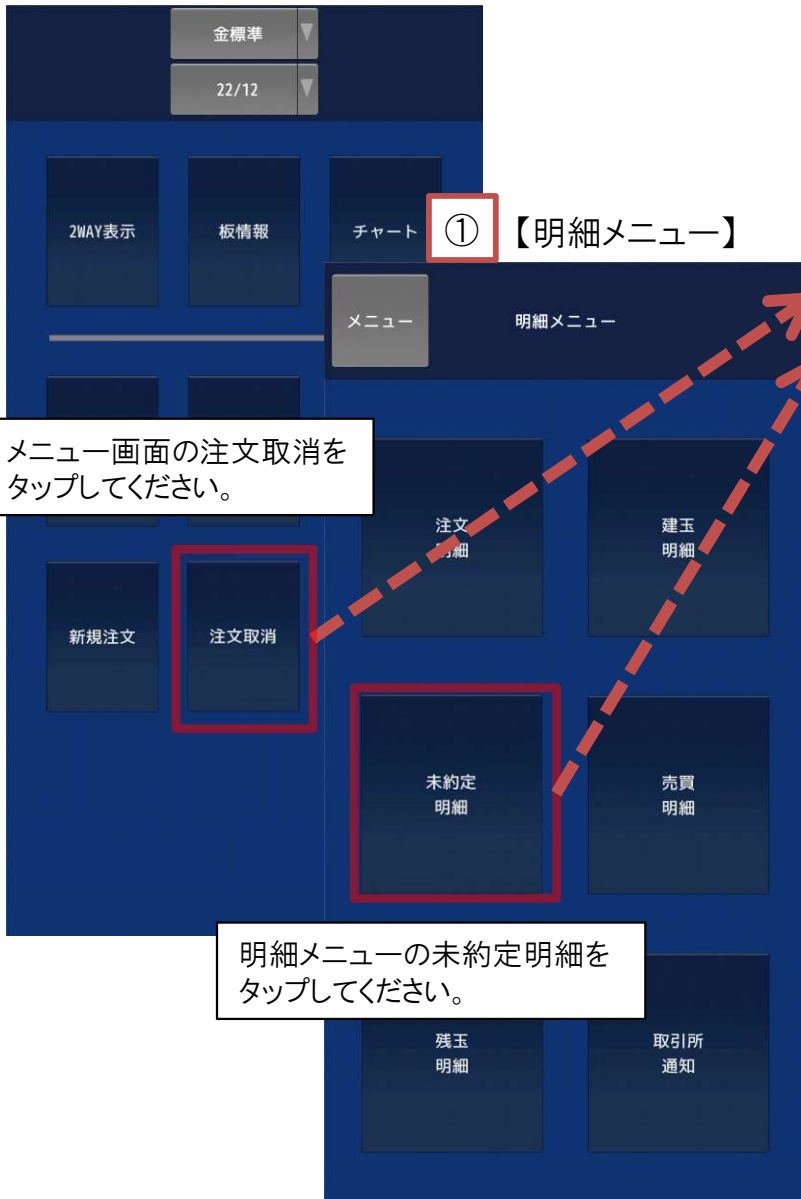 金標準
22/12
2WAY表示
板情報
チャート
① 【明細メニュー】
メニュー
明細メニュー
メニュー画面の注文取消を
タップしてください。
注文
明細
建玉
明細
新規注文
注文取消
未約定
明細
売買
明細
明細メニューの未約定明細を
タップしてください。
残玉
明細
取引所
通知